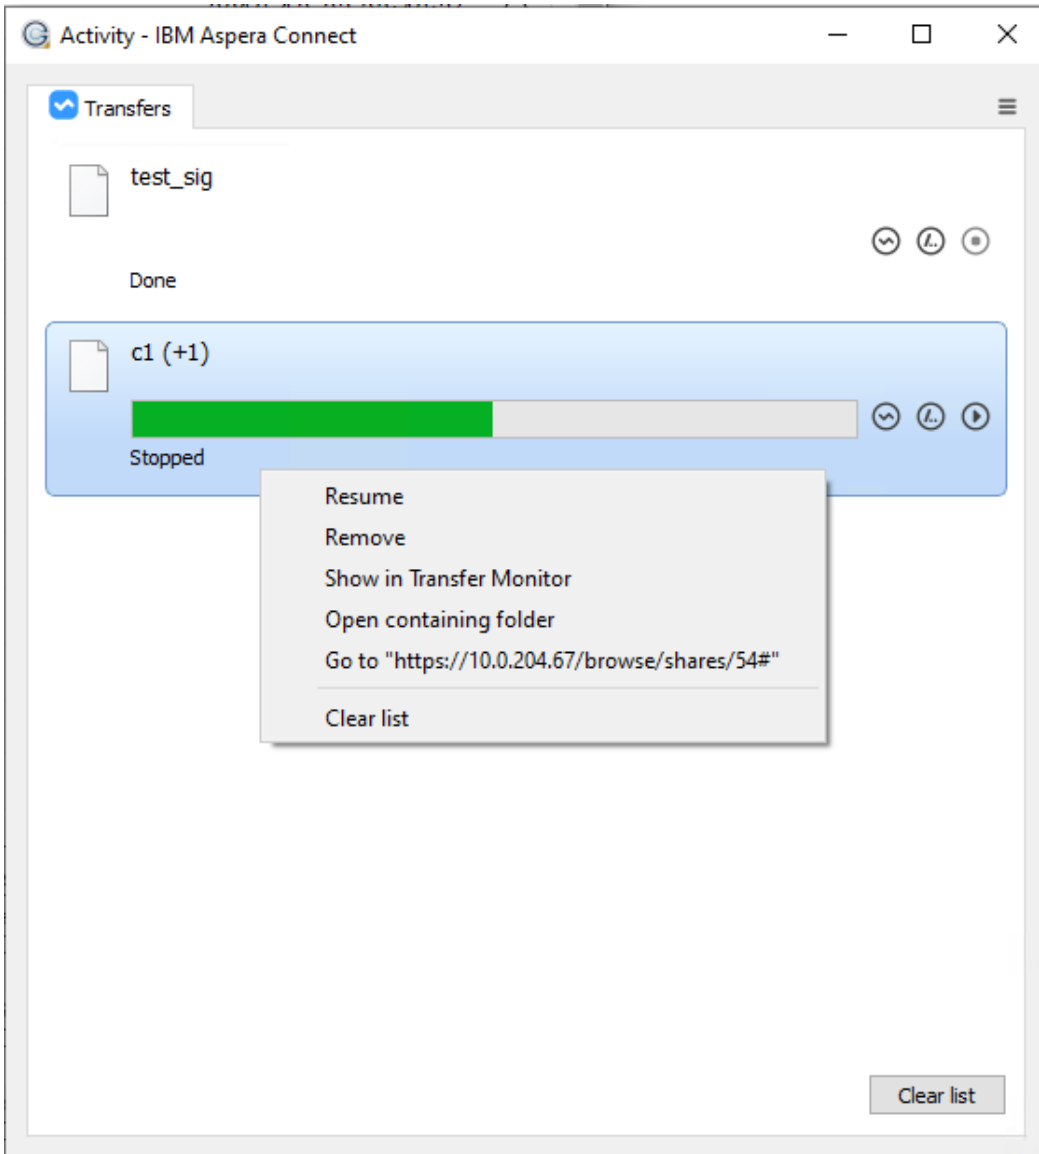 Activity - IBM Aspera Connect
Transfers
test_sig
Done
c1 (+1)
Stopped
Resume
Remove
Show in Transfer Monitor
Open containing folder
Go to "https://10.0.204.67/browse/shares/54#"
Clear list
Clear list